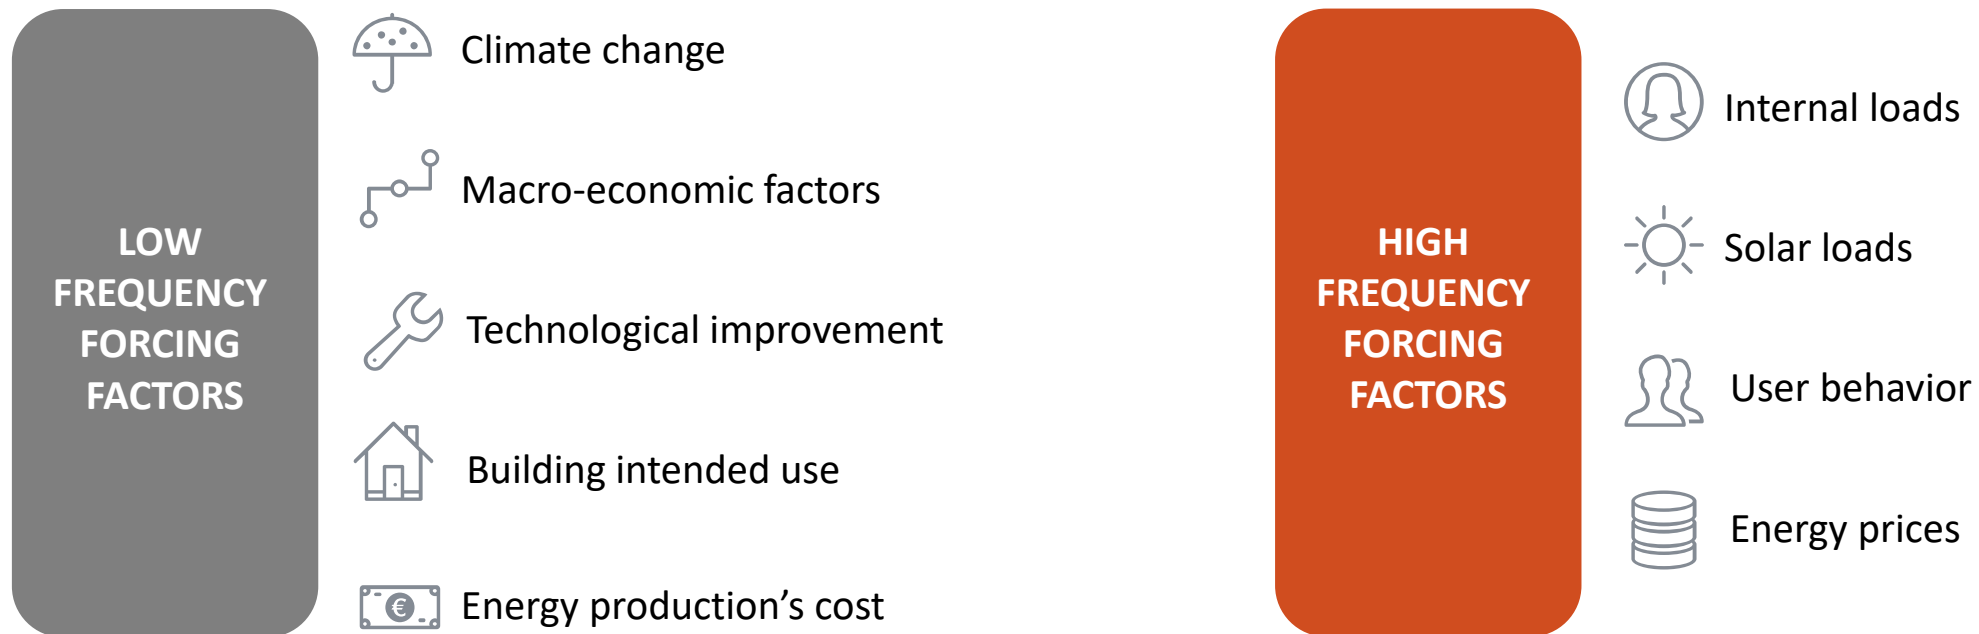 LOW
FREQUENCY
FORCING
FACTORS
Climate change
Macro-economic factors
Technological improvement
Building intended use
€
Energy production’s cost
HIGH
FREQUENCY
FORCING
FACTORS
Internal loads
Solar loads
User behavior
Energy prices